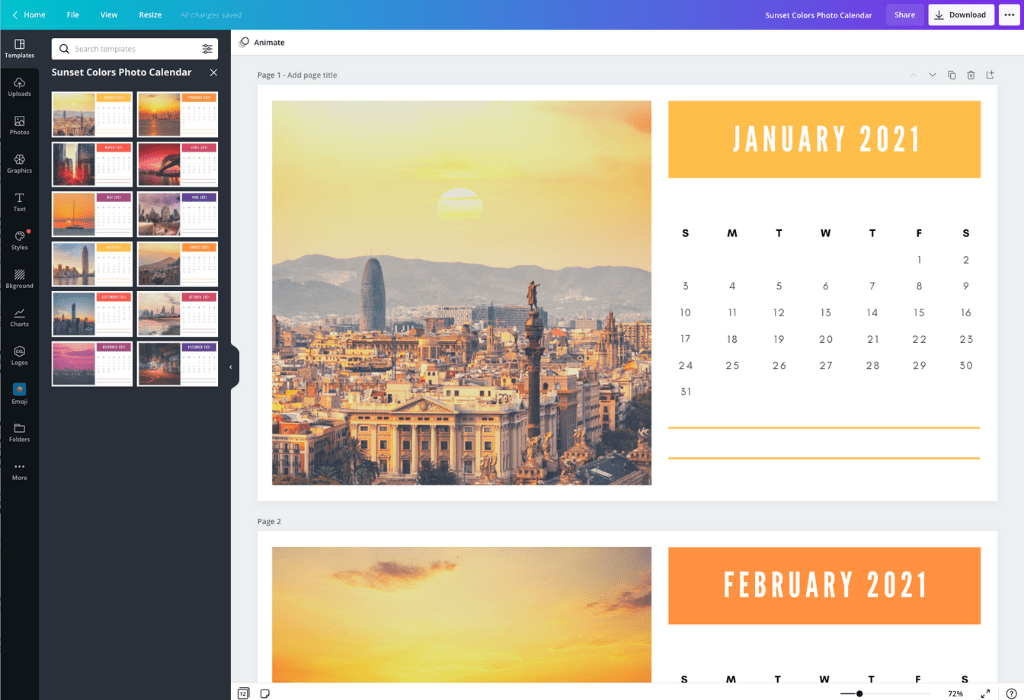 Home File View Resize All changes saved Sunset Colors Photo Calendar Share Download
Templates
Uploads
Photos
Graphics
Text
Styles
Bkground
Charts
Logos
Emoji
Folders
More
Search templates
Sunset Colors Photo Calendar
Animate
Page 1 - Add page title
JANUARY 2021
S M T W T F S
1 2
3 4 5 6 7 8 9
10 11 12 13 14 15 16
17 18 19 20 21 22 23
24 25 26 27 28 29 30
31
Page 2
FEBRUARY 2021
S M T W T F S
12
72%